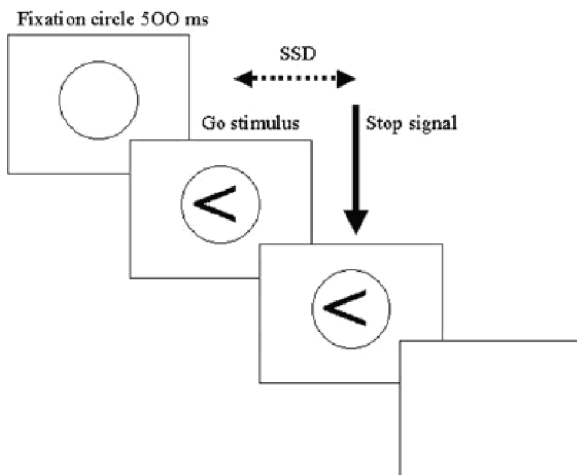 Fixation circle 500 ms
SSD
Go stimulus
Stop signal
<
<